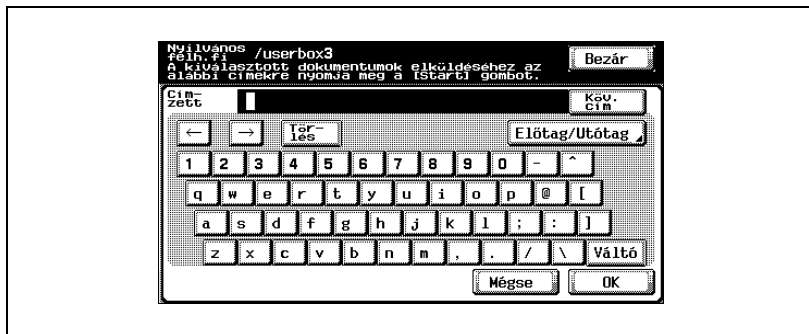 Nyilvános /userbox3
félh.fi
A kiválasztott dokumentumok elküldéséhez az
alábbi címekre nyomja meg a [Start] gombot.
Bezár
Cím-
zett
Köv.
cím
← → Tör-
lés
Előtag/Utótag
1 2 3 4 5 6 7 8 9 0 - ^
q w e r t y u i o p @ [
a s d f g h j k l ; : ]
z x c v b n m , . / \ Váltó
Mégse OK